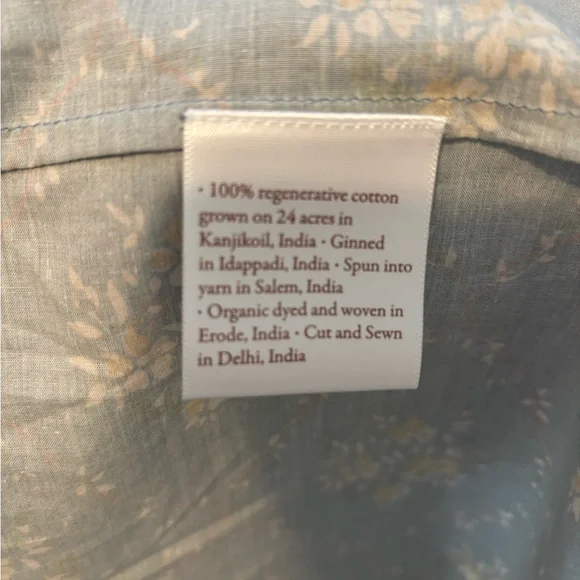 • 100% regenerative cotton
grown on 24 acres in
Kanjikoil, India • Ginned
in Idappadi, India • Spun into
yarn in Salem, India
• Organic dyed and woven in
Erode, India • Cut and Sewn
in Delhi, India